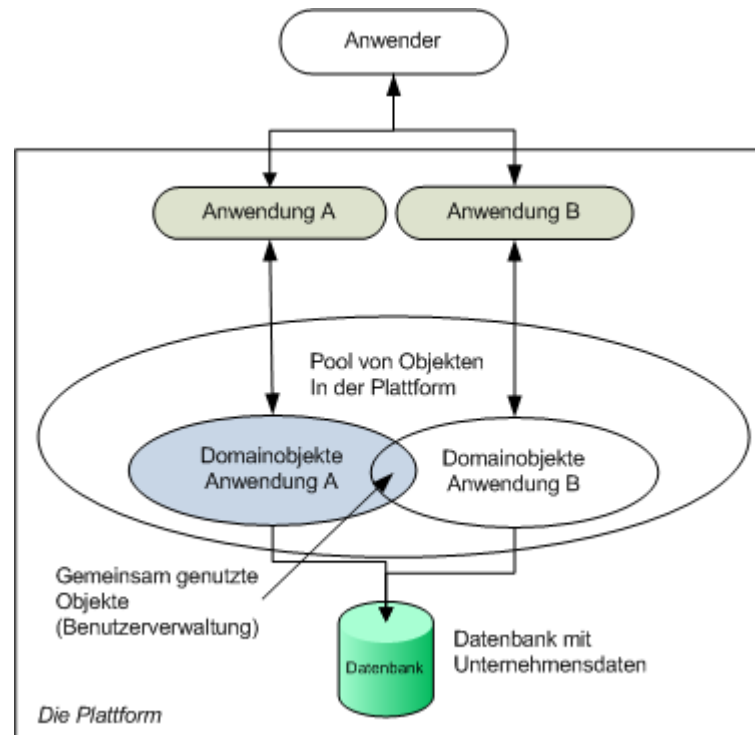 Anwender
Anwendung A
Anwendung B
Pool von Objekten
In der Plattform
Domainobjekte
Anwendung A
Domainobjekte
Anwendung B
Gemeinsam genutzte
Objekte
(Benutzerverwaltung)
Datenbank
Datenbank mit
Unternehmensdaten
Die Plattform